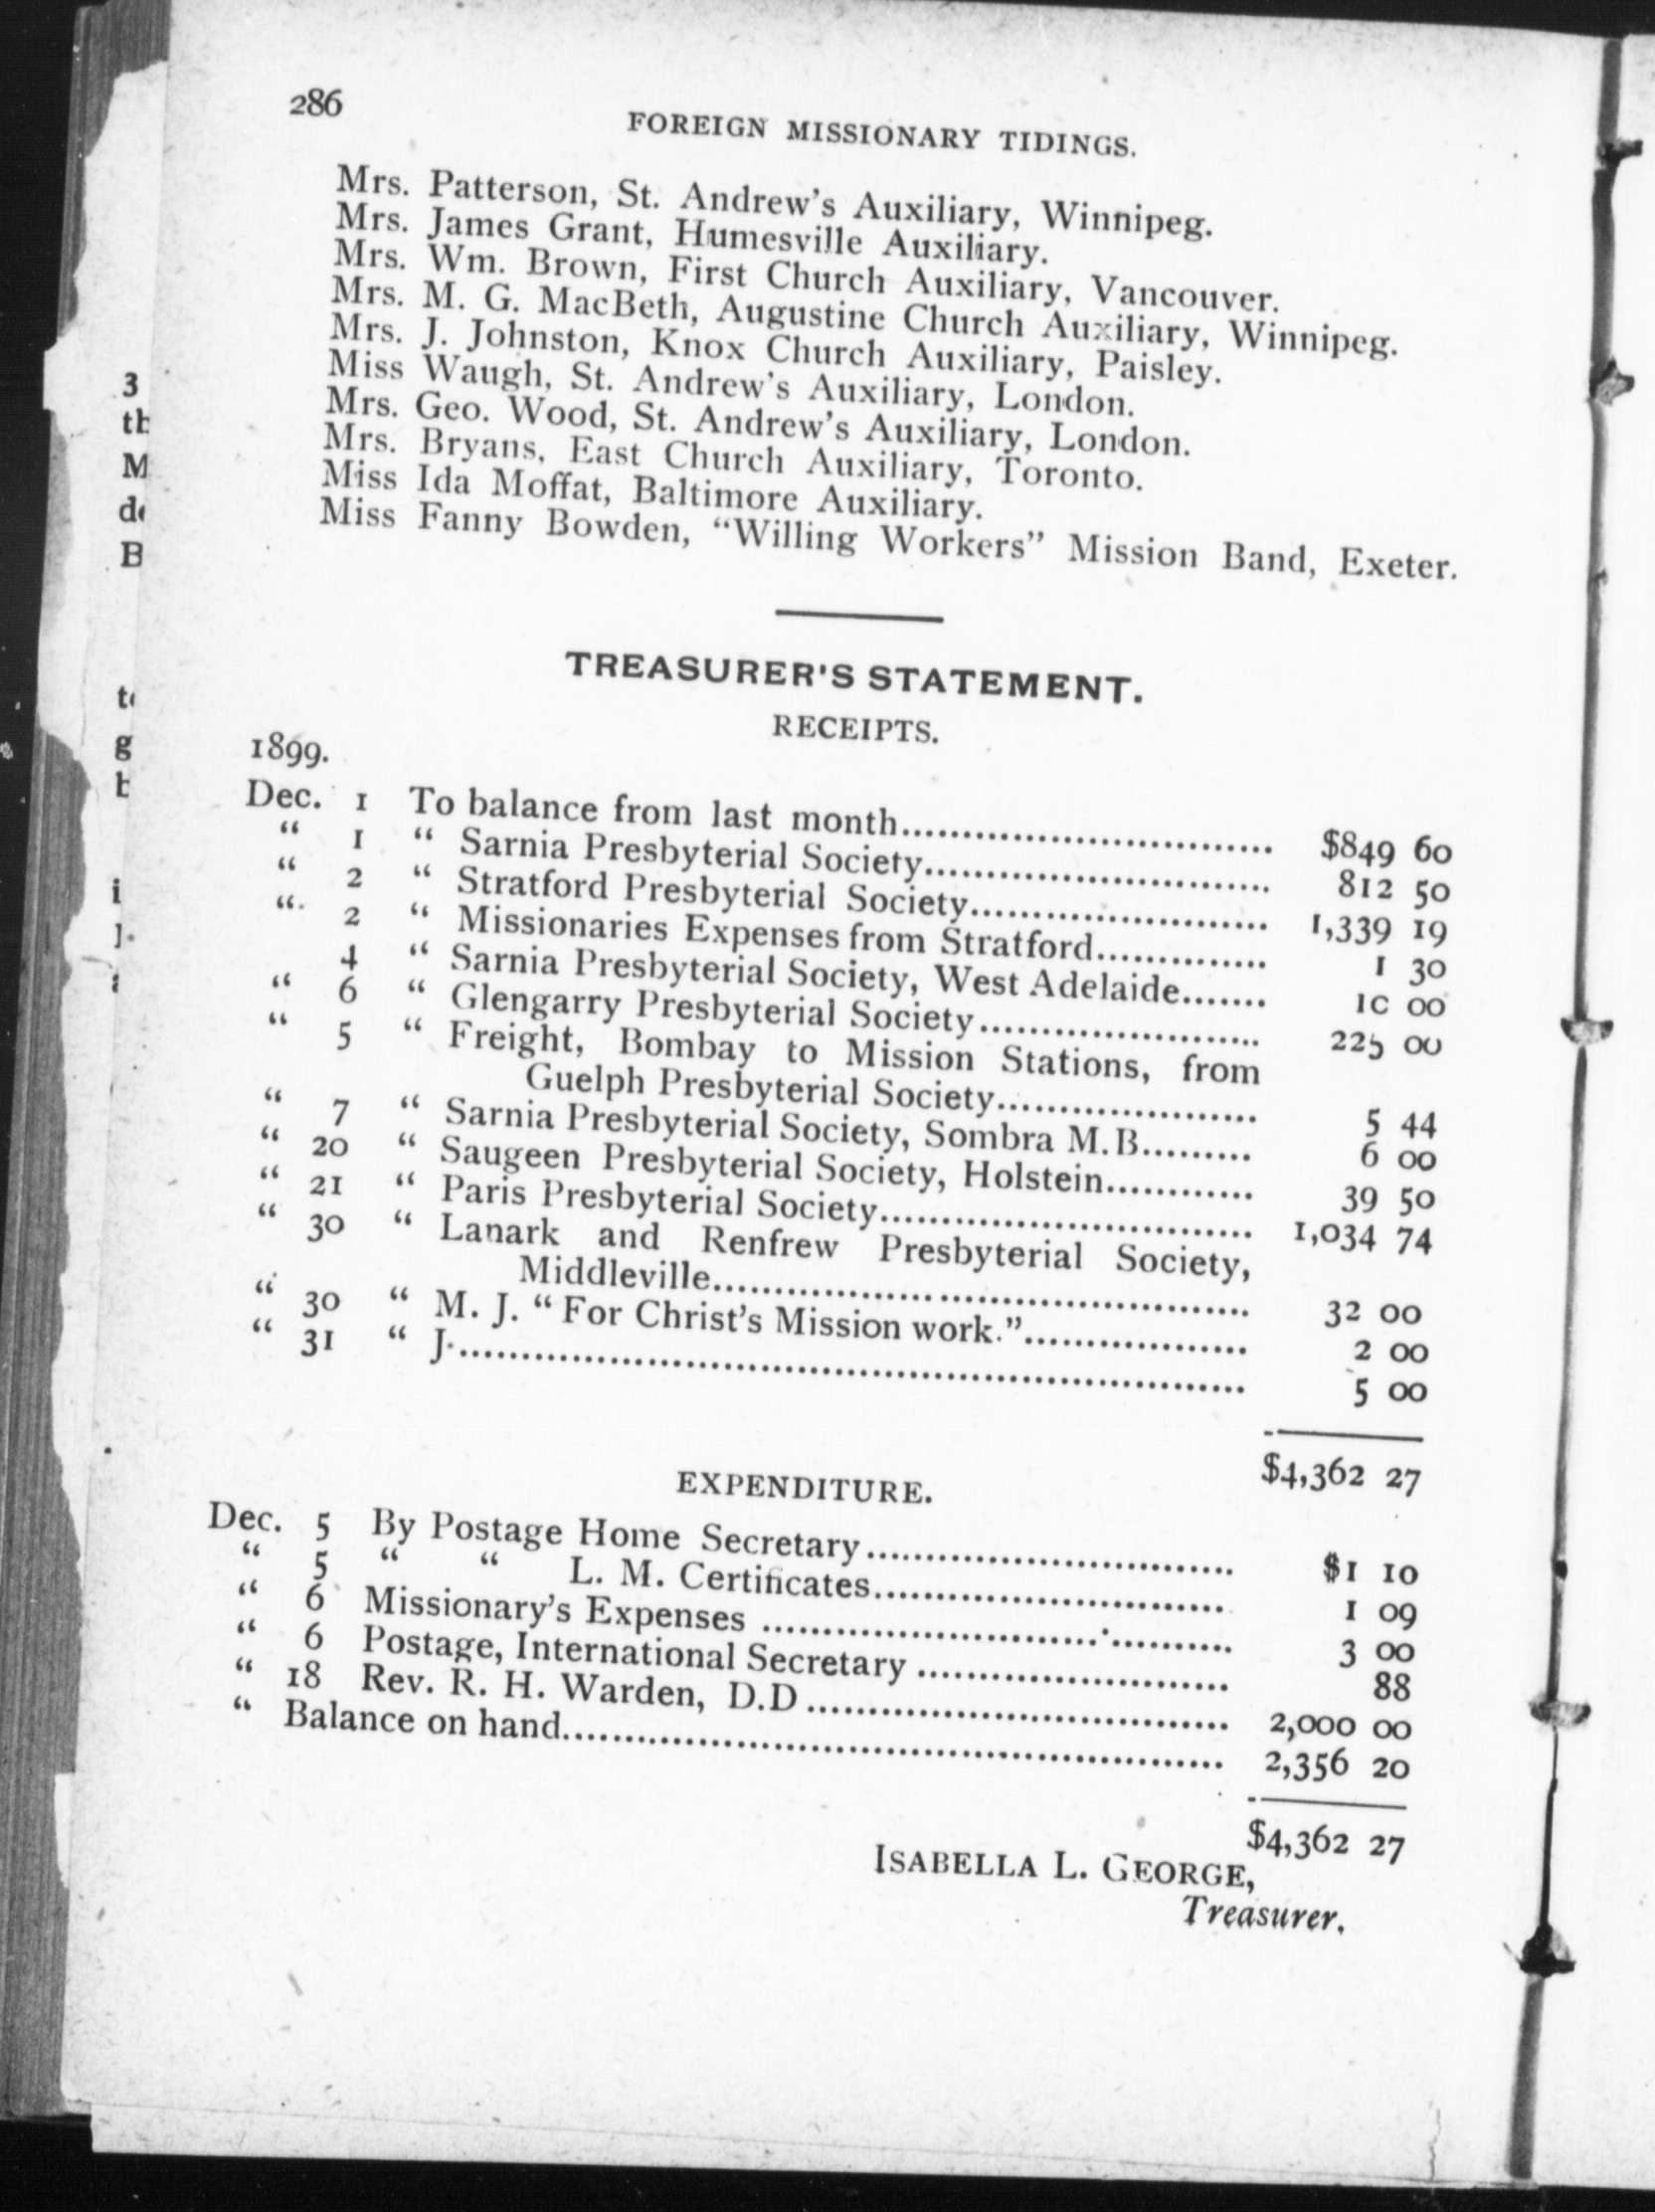 286
FOREIGN MISSIONARY TIDINGS.
Mrs. Patterson, St. Andrew's Auxiliary, Winnipeg.
Mrs. James Grant, Humesville Auxiliary.
Mrs. Wm. Brown, First Church Auxiliary, Vancouver.
Mrs. M. G. MacBeth, Augustine Church Auxiliary, Winnipeg.
Mrs. J. Johnston, Knox Church Auxiliary, Paisley.
Miss Waugh, St. Andrew's Auxiliary, London.
Mrs. Geo. Wood, St. Andrew's Auxiliary, London.
Mrs. Bryans, East Church Auxiliary, Toronto.
Miss Ida Moffat, Baltimore Auxiliary.
Miss Fanny Bowden, “Willing Workers” Mission Band, Exeter.
TREASURER'S STATEMENT.
RECEIPTS.
1899.
Dec. 1 To balance from last month.............................. $849 60
“ 1 “ Sarnia Presbyterial Society............................ 812 50
“ 2 “ Stratford Presbyterial Society........................ 1,339 19
“ 2 “ Missionaries Expenses from Stratford.............. 1 30
4 “ Sarnia Presbyterial Society, West Adelaide....... 10 00
“ 6 “ Glengarry Presbyterial Society....................... 225 00
“ 5 “ Freight, Bombay to Mission Stations, from
Guelph Presbyterial Society..................... 5 44
“ 7 “ Sarnia Presbyterial Society, Sombra M.B......... 6 00
“ 20 “ Saugeen Presbyterial Society, Holstein............ 39 50
“ 21 “ Paris Presbyterial Society.............................. 1,034 74
“ 30 “ Lanark and Renfrew Presbyterial Society,
Middleville........................................... 32 00
“ 30 “ M. J. “For Christ's Mission work.”.................. 2 00
“ 31 “ J................................................................. 5 00
$4,362 27
EXPENDITURE.
Dec. 5 By Postage Home Secretary.............................. $1 10
“ 5 “ “ L. M. Certificates............................. 1 09
“ 6 Missionary's Expenses ...................................... 3 00
“ 6 Postage, International Secretary ......................... 88
“ 18 Rev. R. H. Warden, D.D................................... 2,000 00
“ Balance on hand...................................................... 2,356 20
$4,362 27
ISABELLA L. GEORGE,
Treasurer.